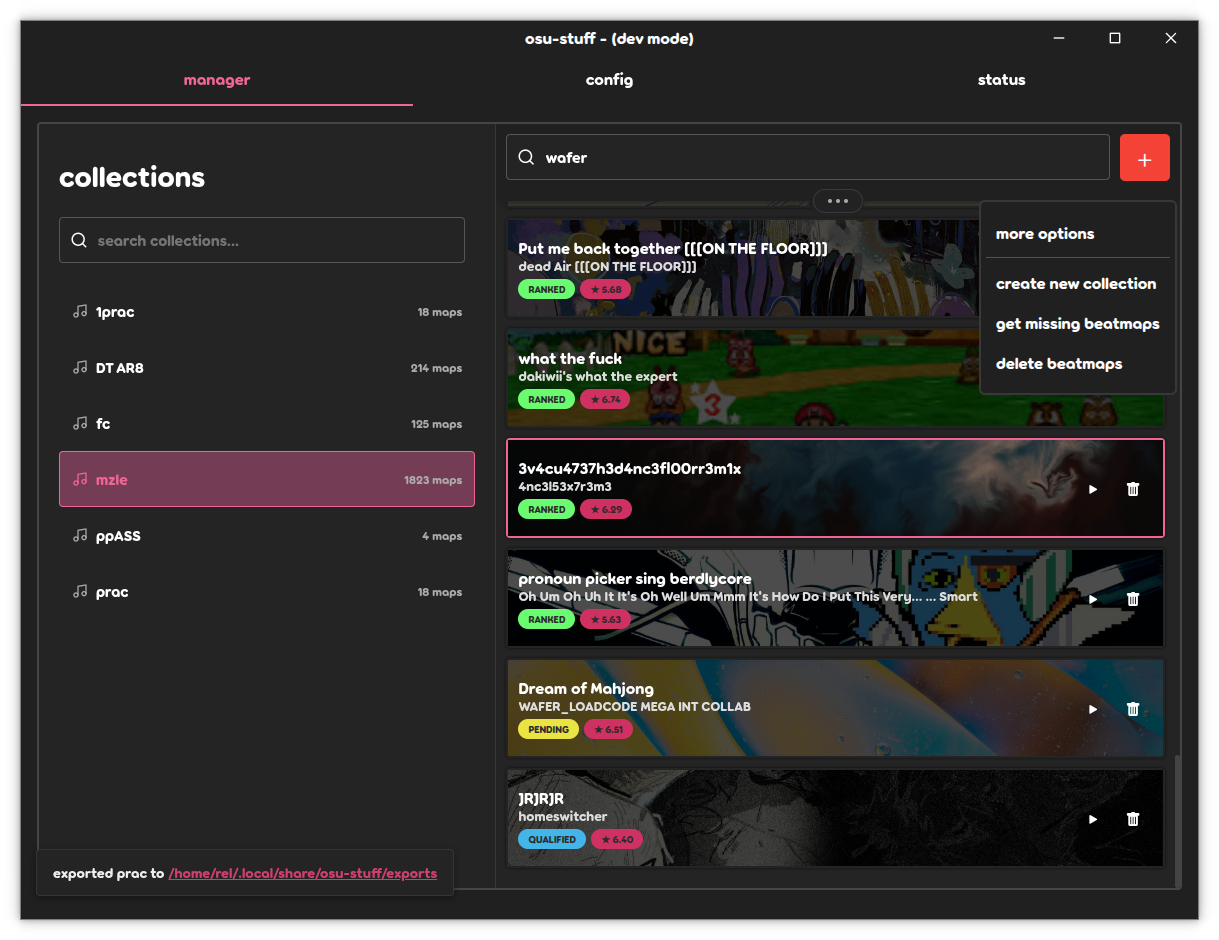 osu-stuff - (dev mode)
manager
config
status
collections
search collections...
1prac
18 maps
DT AR8
214 maps
fc
125 maps
mzle
1823 maps
ppASS
4 maps
prac
18 maps
wafer
more options
create new collection
get missing beatmaps
delete beatmaps
Put me back together [[[ON THE FLOOR]]]
dead Air [[[ON THE FLOOR]]]
RANKED
★ 5.68
NICE
what the fuck
dakiwii's what the expert
RANKED
★ 6.74
3
3v4cu4737h3d4nc3fl00rr3m1x
4nc3l53x7r3m3
RANKED
★ 6.29
pronoun picker sing berdlycore
Oh Um Oh Uh It It's Oh Well Um Mmm It's How Do I Put This Very... ... Smart
RANKED
★ 5.63
Dream of Mahjong
WAFER_LOADCODE MEGA INT COLLAB
PENDING
★ 6.51
]R]R]R
homeswitcher
QUALIFIED
★ 6.40
exported prac to /home/rel/.local/share/osu-stuff/exports